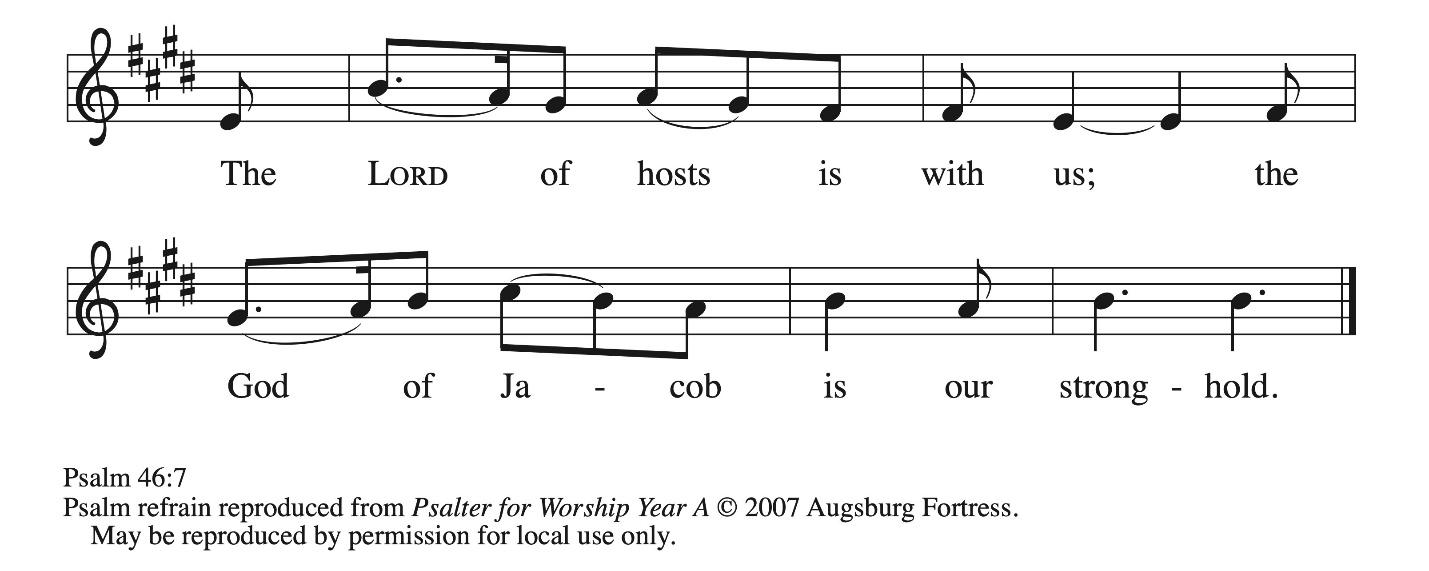 The LORD of hosts is with us; the
God of Ja - cob is our strong - hold.
Psalm 46:7
Psalm refrain reproduced from Psalter for Worship Year A © 2007 Augsburg Fortress.
May be reproduced by permission for local use only.